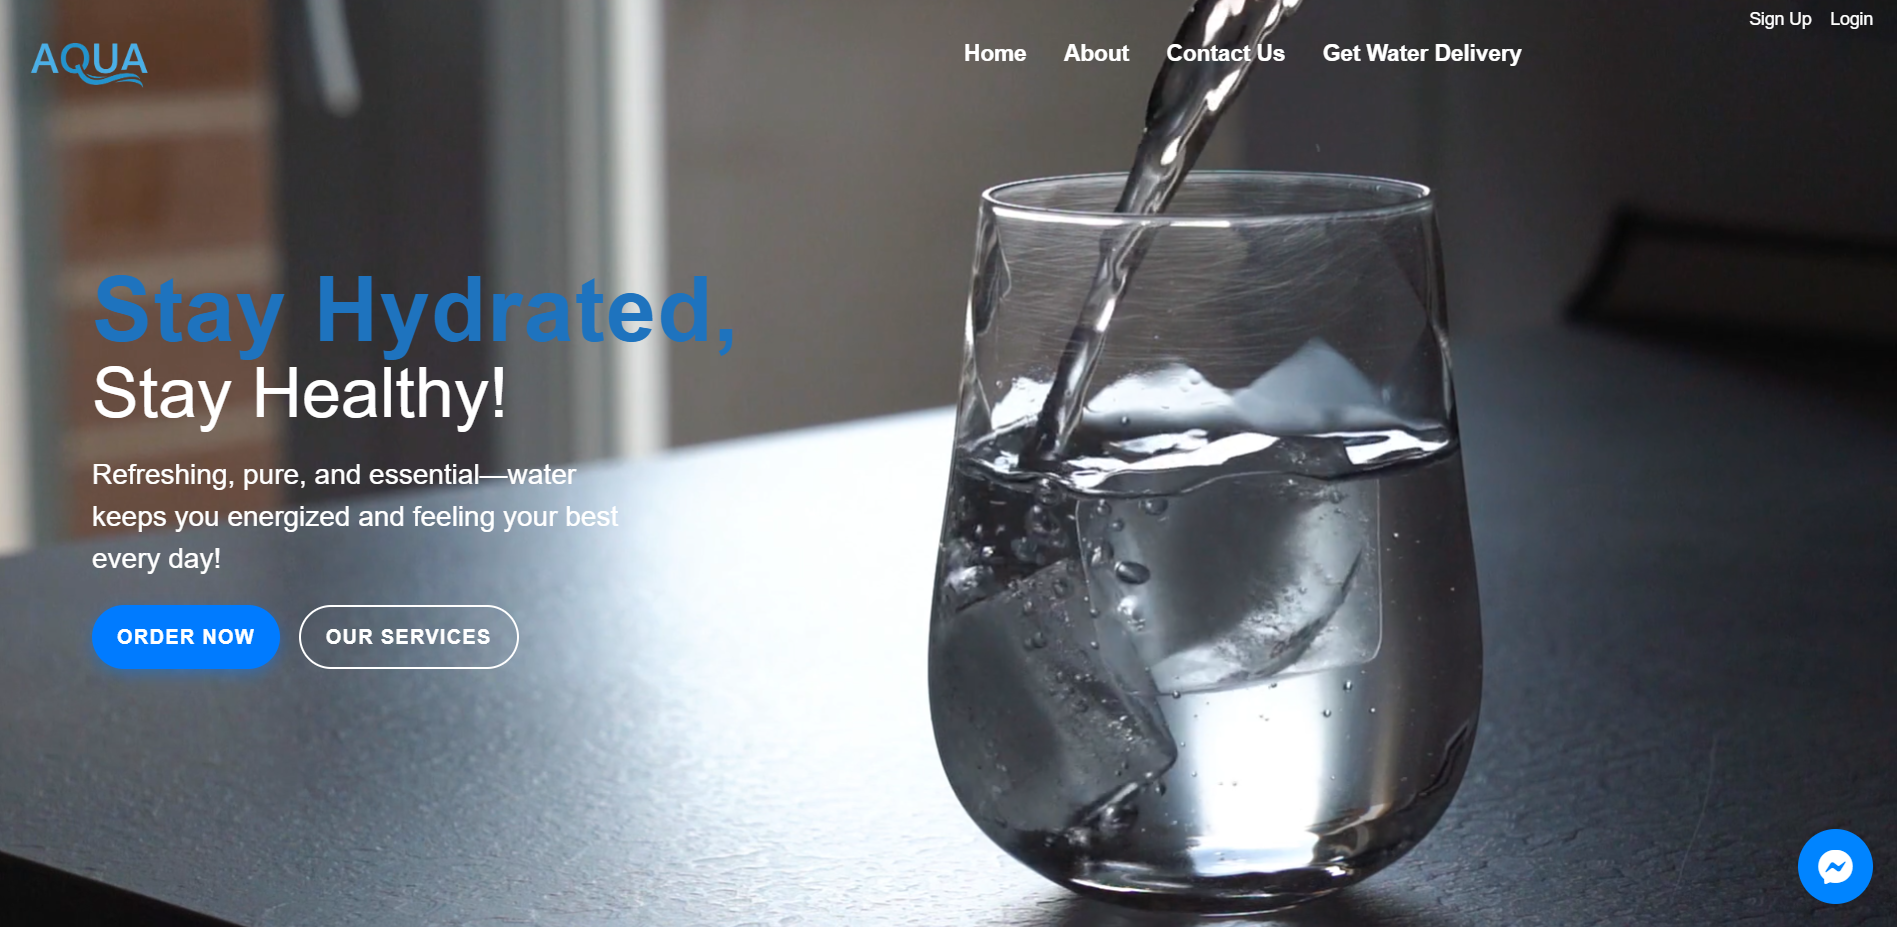 Sign Up Login
AQUA
Home About Contact Us Get Water Delivery
Stay Hydrated,
Stay Healthy!
Refreshing, pure, and essential—water
keeps you energized and feeling your best
every day!
ORDER NOW OUR SERVICES